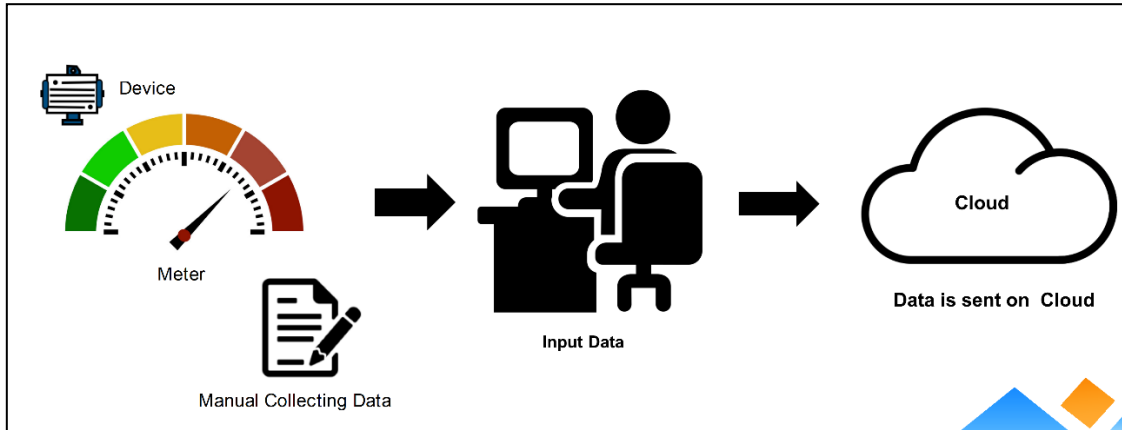 Device
Meter
Manual Collecting Data
Input Data
Cloud
Data is sent on Cloud